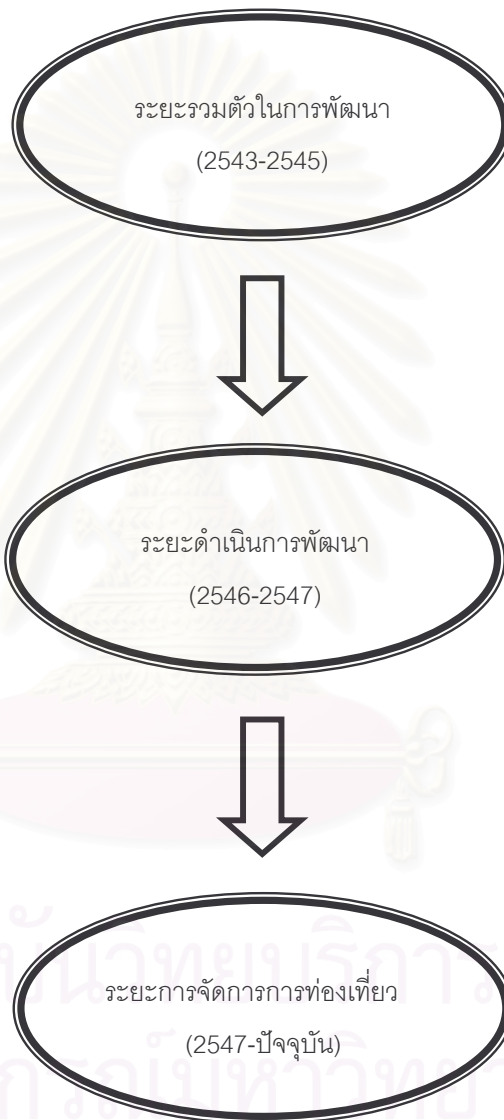 ระยะรวมตัวในการพัฒนา
(2543-2545)
ระยะดำเนินการพัฒนา
(2546-2547)
ระยะการจัดการการท่องเที่ยว
(2547-ปัจจุบัน)